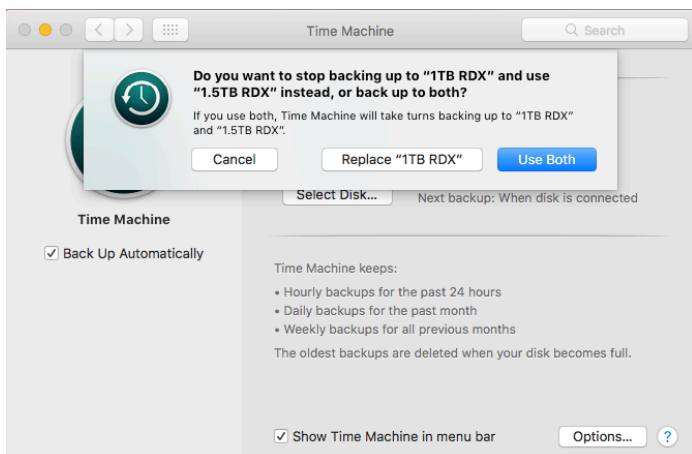 Time Machine
Search
Do you want to stop backing up to “1TB RDX” and use
“1.5TB RDX” instead, or back up to both?
If you use both, Time Machine will take turns backing up to “1TB RDX”
and “1.5TB RDX”.
Cancel
Replace “1TB RDX”
Use Both
Select Disk...
Next backup: When disk is connected
Time Machine
Back Up Automatically
Time Machine keeps:
• Hourly backups for the past 24 hours
• Daily backups for the past month
• Weekly backups for all previous months
The oldest backups are deleted when your disk becomes full.
Show Time Machine in menu bar
Options...
?